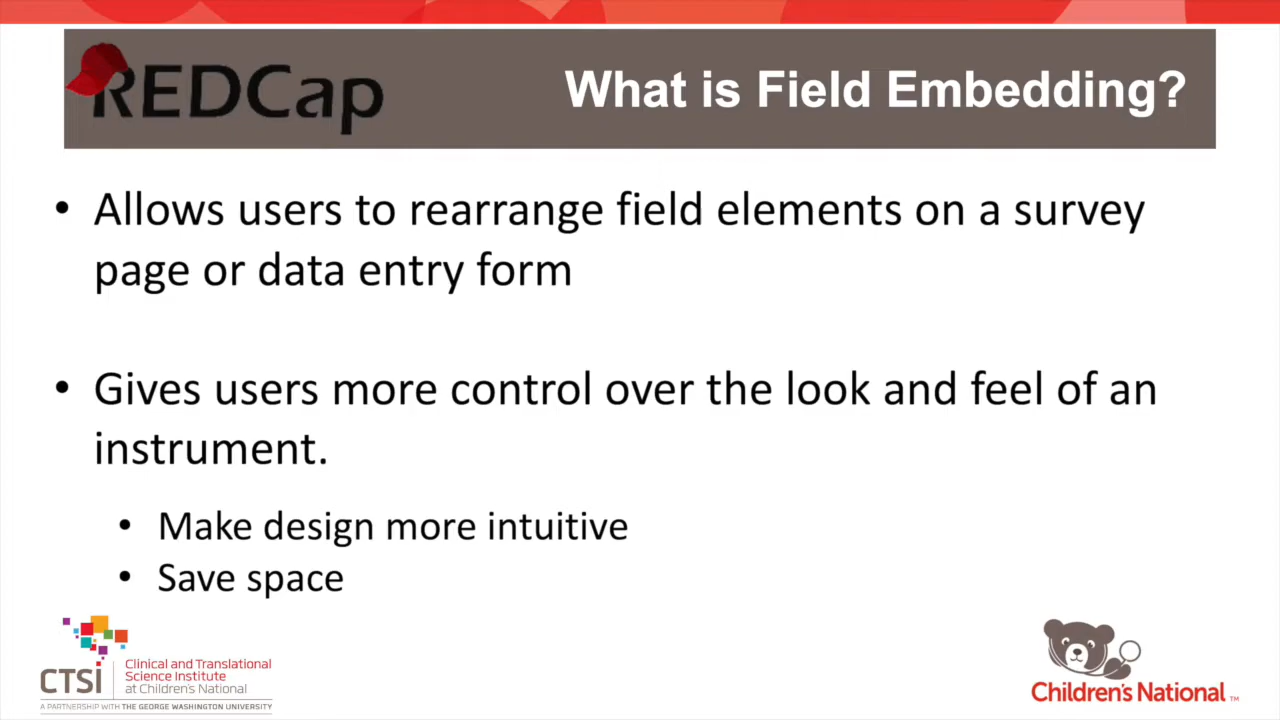 REDCap
What is Field Embedding?
• Allows users to rearrange field elements on a survey
page or data entry form
• Gives users more control over the look and feel of an
instrument.
• Make design more intuitive
• Save space
CTSI
Clinical and Translational
Science Institute
at Children's National
A PARTNERSHIP WITH THE GEORGE WASHINGTON UNIVERSITY
Children's National ™